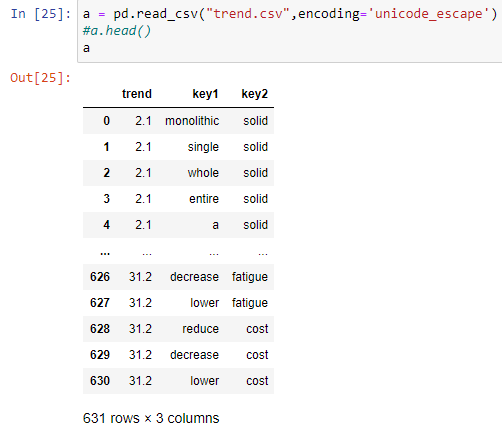 In [25]: a = pd.read_csv("trend.csv",encoding='unicode_escape')
#a.head()
a
Out[25]:
trend key1 key2
0 2.1 monolithic solid
1 2.1 single solid
2 2.1 whole solid
3 2.1 entire solid
4 2.1 a solid
... ... ... ...
626 31.2 decrease fatigue
627 31.2 lower fatigue
628 31.2 reduce cost
629 31.2 decrease cost
630 31.2 lower cost
631 rows × 3 columns